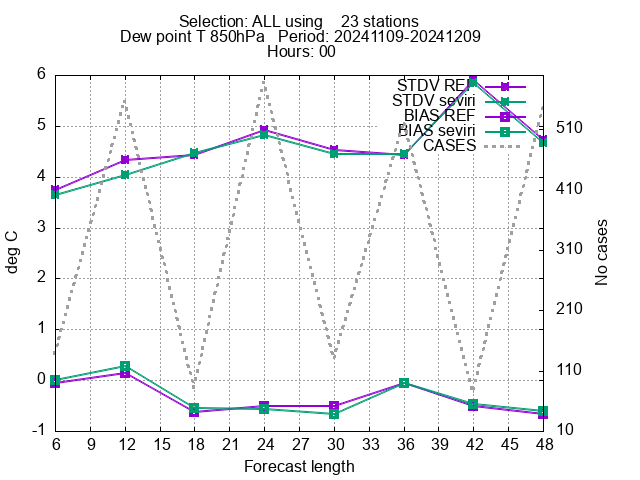 Selection: ALL using    23 stations
Dew point T 850hPa   Period: 20241109-20241209
Hours: 00
STDV REF
STDV seviri
BIAS REF
BIAS seviri
CASES
6
5
4
3
2
1
0
-1
deg C
510
410
310
210
110
10
No cases
6 9 12 15 18 21 24 27 30 33 36 39 42 45 48
Forecast length